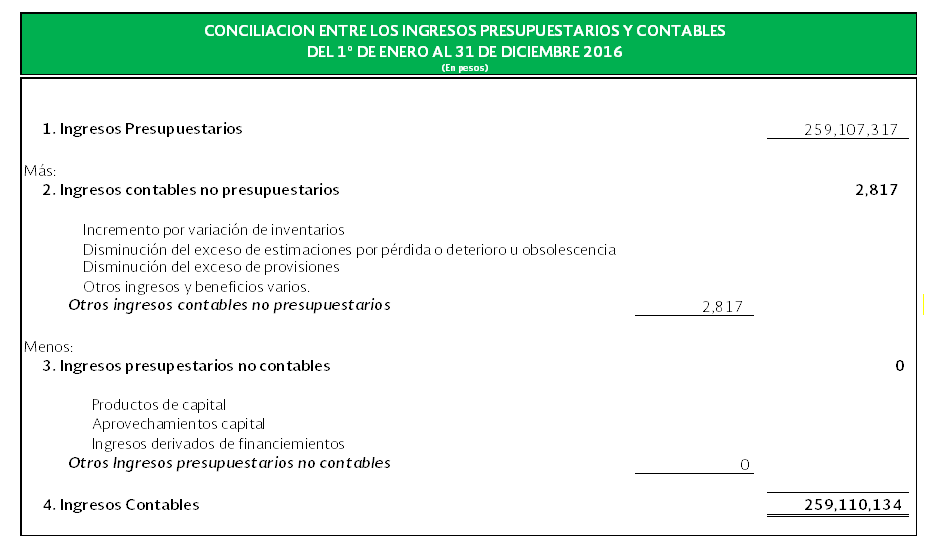 CONCILIACION ENTRE LOS INGRESOS PRESUPUESTARIOS Y CONTABLES
DEL 1° DE ENERO AL 31 DE DICIEMBRE 2016
(En pesos)
1. Ingresos Presupuestarios 259,107,317
Más:
2. Ingresos contables no presupuestarios 2,817
Incremento por variación de inventarios
Disminución del exceso de estimaciones por pérdida o deterioro u obsolescencia
Disminución del exceso de provisiones
Otros ingresos y beneficios varios.
Otros ingresos contables no presupuestarios 2,817
Menos:
3. Ingresos presupestarios no contables 0
Productos de capital
Aprovechamientos capital
Ingresos derivados de financiemientos
Otros Ingresos presupuestarios no contables 0
4. Ingresos Contables 259,110,134